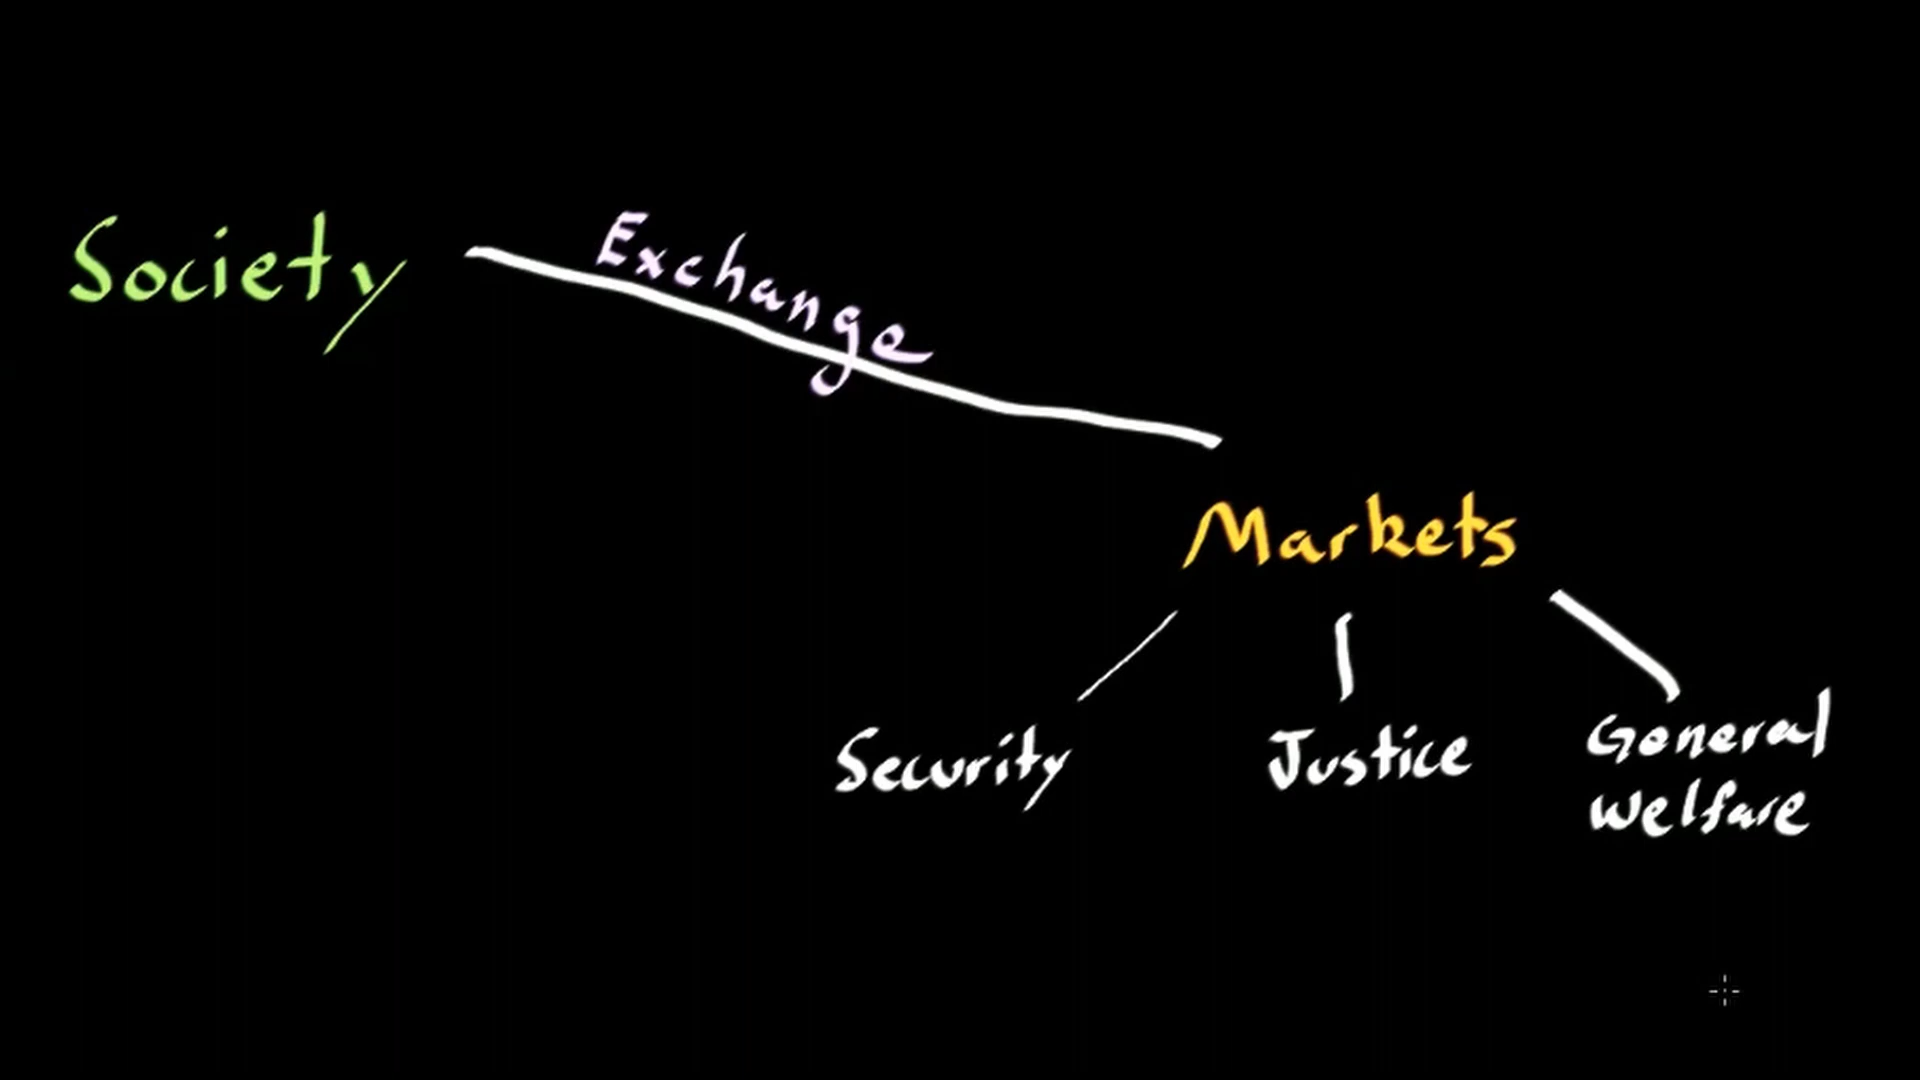 Society
Exchange
Markets
Security
Justice
General
Welfare